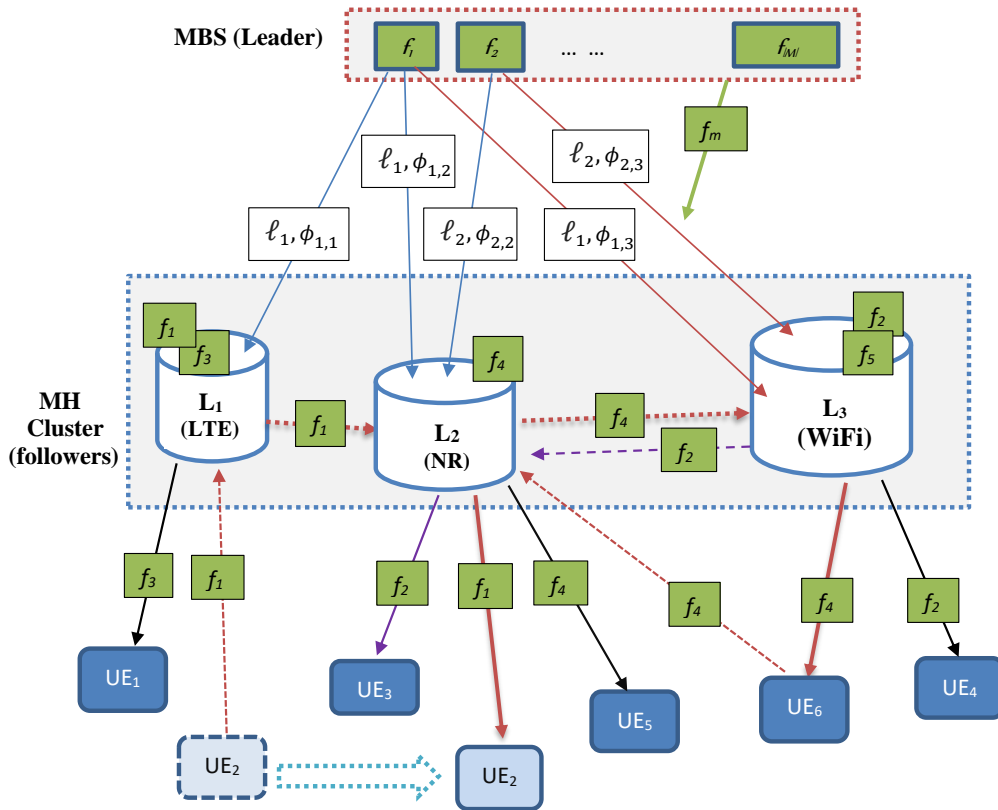 MBS (Leader)
f1 f2 ... ... f|M|
fm
ℓ1, ϕ1,2
ℓ2, ϕ2,3
ℓ1, ϕ1,1
ℓ2, ϕ2,2
ℓ1, ϕ1,3
f1
f3
f4
f2
f5
MH
Cluster
(followers)
L1
(LTE)
f1
L2
(NR)
f4
f2
L3
(WiFi)
f3
f1
f2
f1
f4
f4
f4
f2
UE1
UE3
UE5
UE6
UE4
UE2
UE2